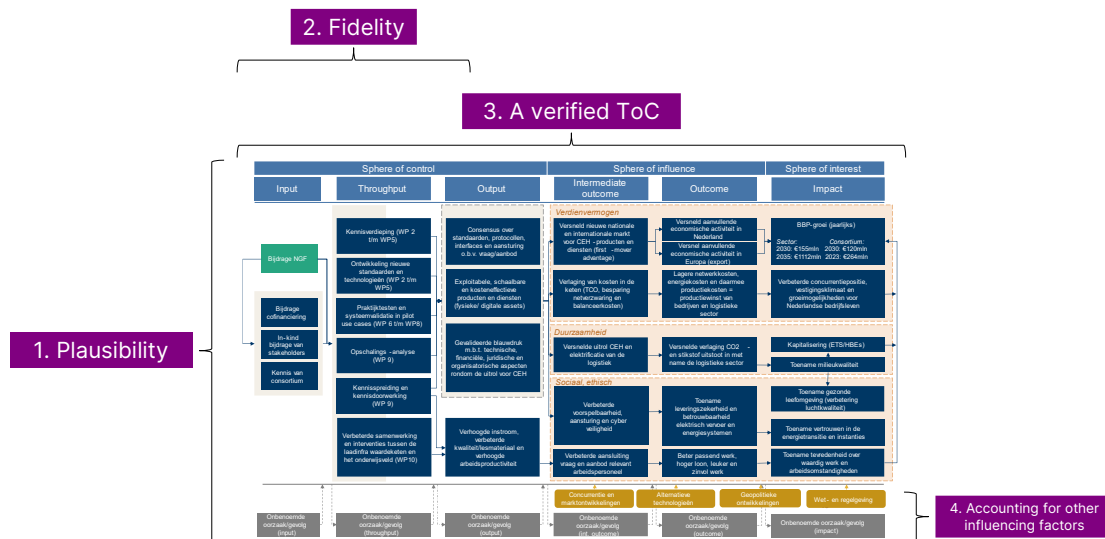 2. Fidelity
3. A verified ToC
1. Plausibility
Sphere of control
Sphere of influence
Sphere of interest
Input
Throughput
Output
Intermediate
outcome
Outcome
Impact
Bijdrage NGF
Bijdrage
cofinanciering
In-kind
bijdrage van
stakeholders
Kennis van
consortium
Kennisverdieping (WP 2
t/m WP5)
Ontwikkeling nieuwe
standaarden en
technologieën (WP 2 t/m
WP5)
Praktijktesten en
systeemvalidatie in pilot
use cases (WP 6 t/m WP8)
Opschalings -analyse
(WP 9)
Kennisspreiding en
kennisdoorwerking
(WP 9)
Verbeterde samenwerking
en interventies tussen de
laadinfra waardeketen en
het onderwijsveld (WP10)
Consensus over
standaarden, protocollen,
interfaces en aansturing
o.b.v. vraag/aanbod
Exploitabele, schaalbare
en kosteneffectieve
producten en diensten
(fysieke/ digitale assets)
Gevalideerde blauwdruk
m.b.t. technische,
financiële, juridische en
organisatorische aspecten
rondom de uitrol voor CEH
Verhoogde instroom,
verbeterde
kwaliteit/lesmateriaal en
verhoogde
arbeidsproductiviteit
Verdienvermogen
Versneld nieuwe nationale
en internationale markt
voor CEH -producten en
diensten (first -mover
advantage)
Versneld aanvullende
economische activiteit in
Nederland
Versnel aanvullende
economische activiteit in
Europa (export)
BBP-groei (jaarlijks)
Sector: Consortium:
2030: €155mln 2030: €120mln
2035: €1112mln 2023: €264mln
Verlaging van kosten in de
keten (TCO, besparing
netverzwaring en
balanceerkosten)
Lagere netwerkkosten,
energiekosten en daarmee
productiekosten =
productiewinst van
bedrijven en logistieke
sector
Verbeterde concurrentiepositie,
vestigingsklimaat en
groeimogelijkheden voor
Nederlandse bedrijfsleven
Duurzaamheid
Versnelde uitrol CEH en
elektrificatie van de
logistiek
Versnelde verlaging CO2 -
en stikstof uitstoot in met
name de logistieke sector
Kapitalisering (ETS/HBEs)
Toename milieukwaliteit
Sociaal, ethisch
Verbeterde
voorspelbaarheid,
aansturing en cyber
veiligheid
Toename
leveringszekerheid en
betrouwbaarheid
elektrisch vervoer en
energiesystemen
Toename gezonde
leefomgeving (verbetering
luchtkwaliteit)
Toename vertrouwen in de
energietransitie en instanties
Verbeterde aansluiting
vraag en aanbod relevant
arbeidspersoneel
Beter passend werk,
hoger loon, leuker en
zinvol werk
Toename tevredenheid over
waardig werk en
arbeidsomstandigheden
Concurrentie en
marktontwikkelingen
Alternatieve
technologieën
Geopolitieke
ontwikkelingen
Wet- en regelgeving
Onbenoemde
oorzaak/gevolg
(input)
Onbenoemde
oorzaak/gevolg
(throughput)
Onbenoemde
oorzaak/gevolg
(output)
Onbenoemde
oorzaak/gevolg
(int. outcome)
Onbenoemde
oorzaak/gevolg
(outcome)
Onbenoemde oorzaak/gevolg
(impact)
4. Accounting for other
influencing factors